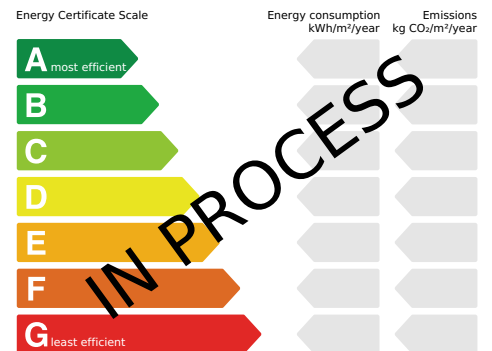 Energy Certificate Scale
Energy consumption
kWh/m²/year
Emissions
kg CO₂/m²/year
A most efficient
B
C
D
E
F
G least efficient
IN PROCESS